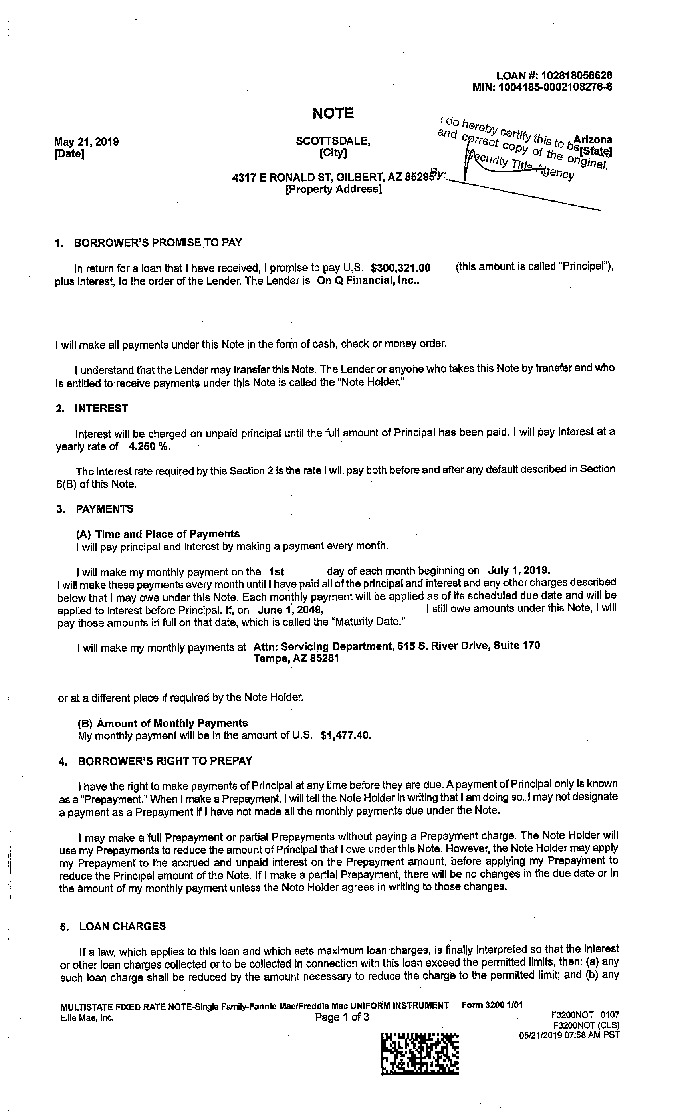 LOAN #: 102818058628
MIN: 1004185-0002108276-6
NOTE
I do hereby certify this to be
and correct copy of the original.
Security Title Agency
By:
May 21, 2019
[Date]
SCOTTSDALE,
[City]
Arizona
[State]
4317 E RONALD ST, GILBERT, AZ 85295
[Property Address]
1. BORROWER'S PROMISE TO PAY
In return for a loan that I have received, I promise to pay U.S. $300,321.00 (this amount is called "Principal"),
plus interest, to the order of the Lender. The Lender is On Q Financial, Inc..
I will make all payments under this Note in the form of cash, check or money order.
I understand that the Lender may transfer this Note. The Lender or anyone who takes this Note by transfer and who
is entitled to receive payments under this Note is called the "Note Holder."
2. INTEREST
Interest will be charged on unpaid principal until the full amount of Principal has been paid. I will pay interest at a
yearly rate of 4.250 %.
The interest rate required by this Section 2 is the rate I will pay both before and after any default described in Section
6(B) of this Note.
3. PAYMENTS
(A) Time and Place of Payments
I will pay principal and interest by making a payment every month.
I will make my monthly payment on the 1st day of each month beginning on July 1, 2019.
I will make these payments every month until I have paid all of the principal and interest and any other charges described
below that I may owe under this Note. Each monthly payment will be applied as of its scheduled due date and will be
applied to interest before Principal. If, on June 1, 2049, I still owe amounts under this Note, I will
pay those amounts in full on that date, which is called the "Maturity Date."
I will make my monthly payments at Attn: Servicing Department, 615 S. River Drive, Suite 170
Tempe, AZ 85281
or at a different place if required by the Note Holder.
(B) Amount of Monthly Payments
My monthly payment will be in the amount of U.S. $1,477.40.
4. BORROWER'S RIGHT TO PREPAY
I have the right to make payments of Principal at any time before they are due. A payment of Principal only is known
as a "Prepayment." When I make a Prepayment, I will tell the Note Holder in writing that I am doing so. I may not designate
a payment as a Prepayment if I have not made all the monthly payments due under the Note.
I may make a full Prepayment or partial Prepayments without paying a Prepayment charge. The Note Holder will
use my Prepayments to reduce the amount of Principal that I owe under this Note. However, the Note Holder may apply
my Prepayment to the accrued and unpaid interest on the Prepayment amount, before applying my Prepayment to
reduce the Principal amount of the Note. If I make a partial Prepayment, there will be no changes in the due date or in
the amount of my monthly payment unless the Note Holder agrees in writing to those changes.
5. LOAN CHARGES
If a law, which applies to this loan and which sets maximum loan charges, is finally interpreted so that the interest
or other loan charges collected or to be collected in connection with this loan exceed the permitted limits, then: (a) any
such loan charge shall be reduced by the amount necessary to reduce the charge to the permitted limit; and (b) any
MULTISTATE FIXED RATE NOTE-Single Family-Fannie Mae/Freddie Mac UNIFORM INSTRUMENT Form 3200 1/01
Ellie Mae, Inc.
Page 1 of 3
F3200NOT 0107
F3200NOT (CLS)
05/21/2019 07:58 AM PST